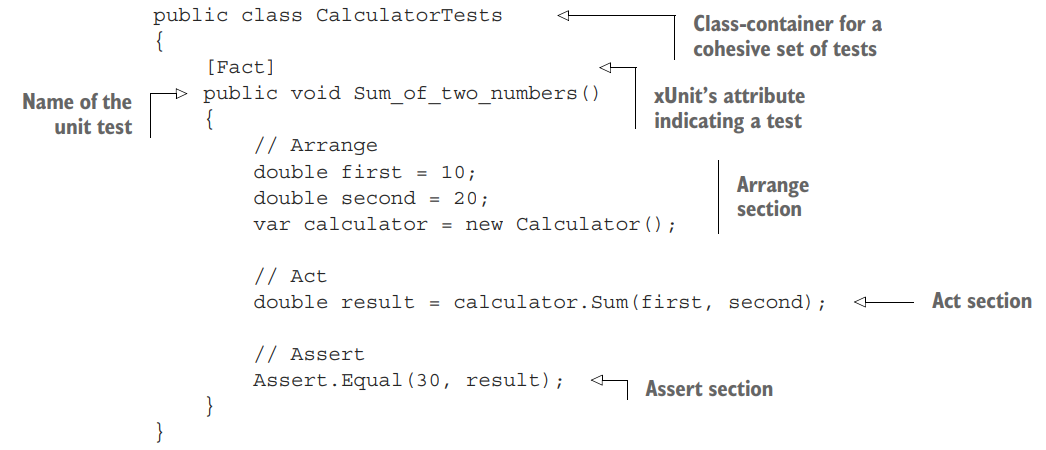 public class CalculatorTests
Class-container for a
cohesive set of tests
{
[Fact]
xUnit's attribute
indicating a test
Name of the
unit test
public void Sum_of_two_numbers()
{
// Arrange
double first = 10;
double second = 20;
var calculator = new Calculator();
Arrange
section
// Act
double result = calculator.Sum(first, second);
Act section
// Assert
Assert.Equal(30, result);
Assert section
}
}